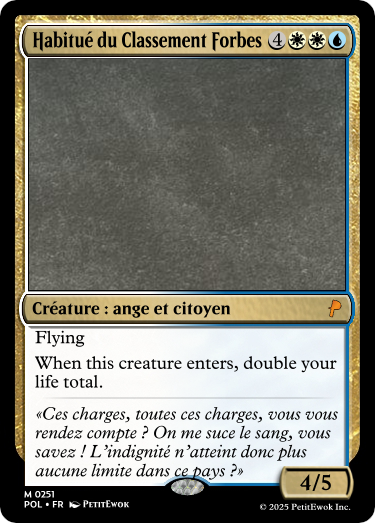 Habitué du Classement Forbes 4
Créature : ange et citoyen
Flying
When this creature enters, double your
life total.
«Ces charges, toutes ces charges, vous vous
rendez compte ? On me suce le sang, vous
savez ! L'indignité n'atteint donc plus
aucune limite dans ce pays ?»
4/5
M 0251
POL • FR PetitEwok
© 2025 PetitEwok Inc.